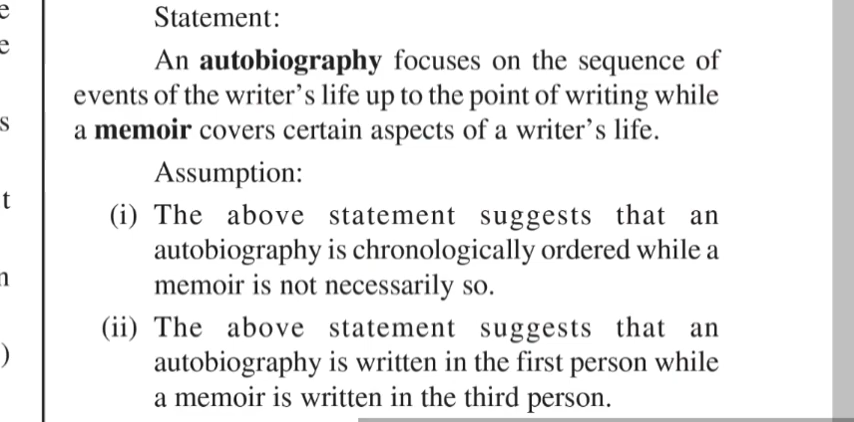 e
e
s
t
n
)
Statement:
An autobiography focuses on the sequence of
events of the writer's life up to the point of writing while
a memoir covers certain aspects of a writer's life.
Assumption:
(i) The above statement suggests that an
autobiography is chronologically ordered while a
memoir is not necessarily so.
(ii) The above statement suggests that an
autobiography is written in the first person while
a memoir is written in the third person.